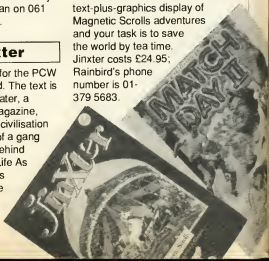 an on 061
xter
for the PCW
d. The text is
ater, a
agazine,
civilisation
of a gang
ehind
ife As
s
e
text-plus-graphics display of
Magnetic Scrolls adventures
and your task is to save
the world by tea time.
Jinxter costs £24.95;
Rainbird's phone
number is 01-
379 5683.
MATCH
DAY II
JINXTER